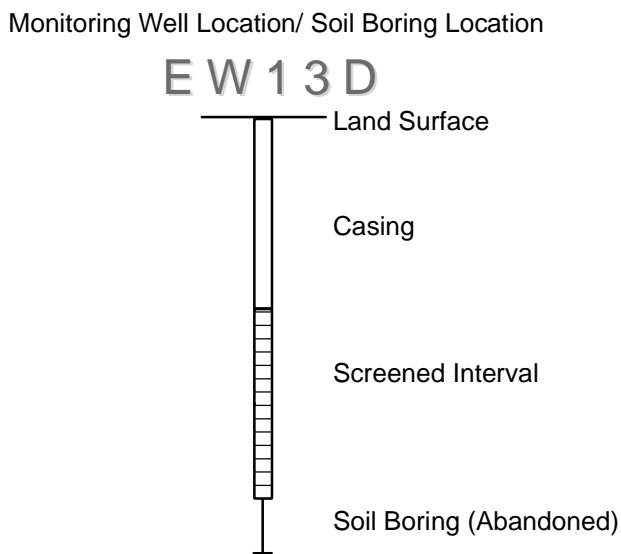 Monitoring Well Location/ Soil Boring Location
E W 1 3 D
Land Surface
Casing
Screened Interval
Soil Boring (Abandoned)